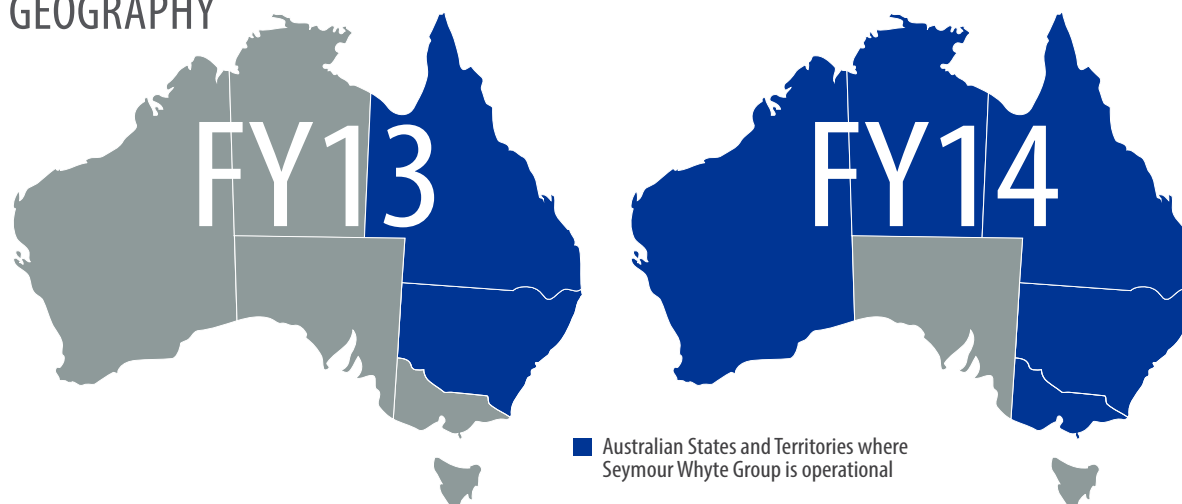 GEOGRAPHY
FY13
FY14
Australian States and Territories where
Seymour Whyte Group is operational